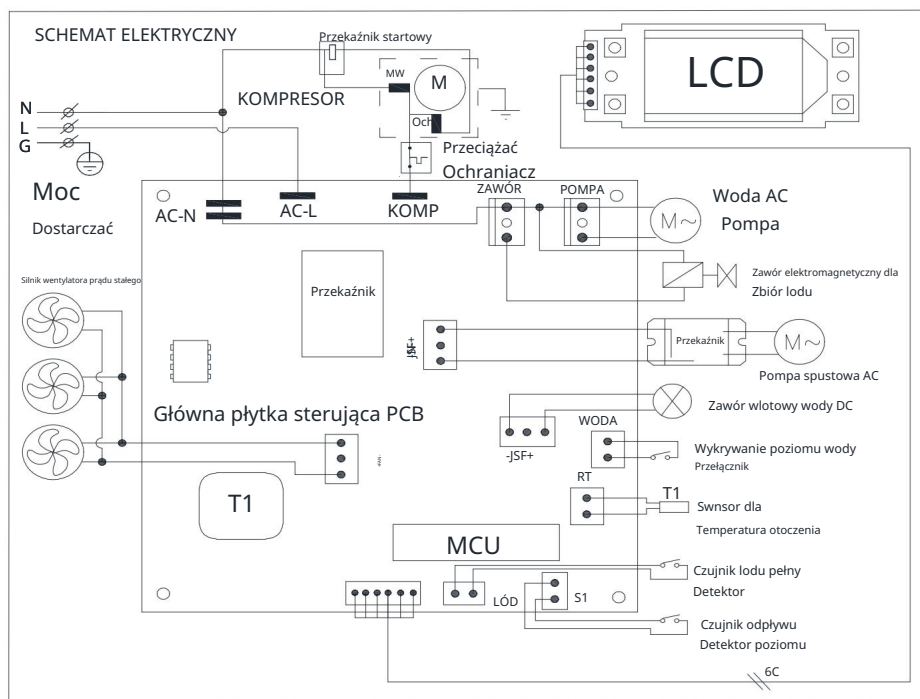 SCHEMAT ELEKTRYCZNY
Przekaźnik startowy
LCD
MW
M
KOMPRESOR
N
L
G
Och
Przeciążać
Ochraniacz
Moc
Dostarczać
AC-N
AC-L
KOMP
ZAWÓR
POMPA
M~
Woda AC
Pompa
Silnik wentylatora prądu stałego
Przekaźnik
Zawór elektromagnetyczny dla
Zbiór lodu
Przekaźnik
M~
Pompa spustowa AC
Główna płytka sterująca PCB
Zawór wlotowy wody DC
-JSF+
WODA
Wykrywanie poziomu wody
Przełącznik
RT
T1
T1
Swnsor dla
Temperatura otoczenia
MCU
Czujnik lodu pełny
Detektor
LÓD
S1
Czujnik odpływu
Detektor poziomu
6C